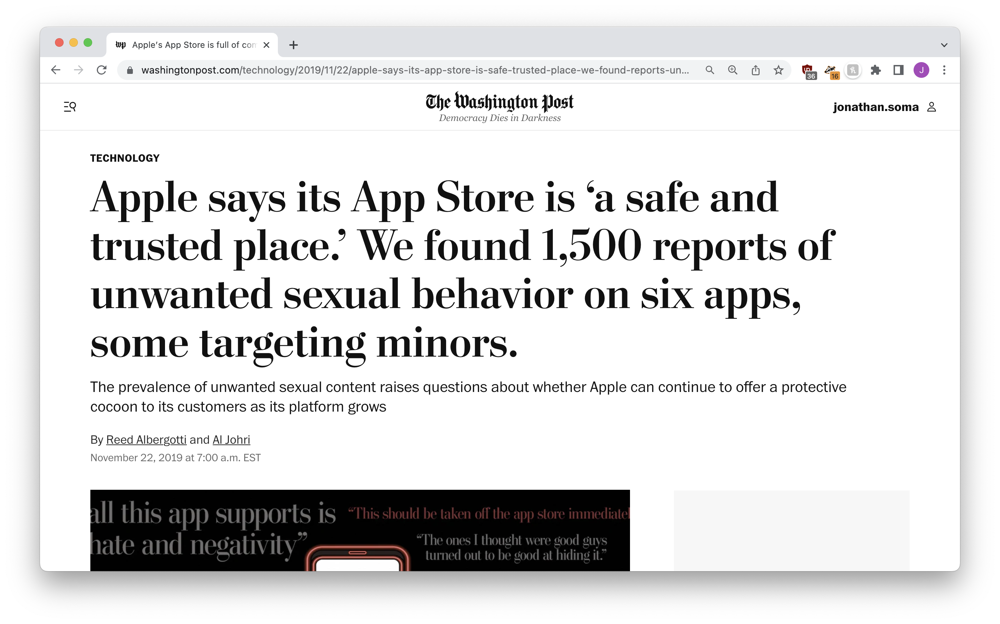 Apple's App Store is full of com
washingtonpost.com/technology/2019/11/22/apple-says-its-app-store-is-safe-trusted-place-we-found-reports-un...
36
16
J
The Washington Post
Democracy Dies in Darkness
jonathan.soma
TECHNOLOGY
Apple says its App Store is ‘a safe and
trusted place.’ We found 1,500 reports of
unwanted sexual behavior on six apps,
some targeting minors.
The prevalence of unwanted sexual content raises questions about whether Apple can continue to offer a protective
cocoon to its customers as its platform grows
By Reed Albergotti and Al Johri
November 22, 2019 at 7:00 a.m. EST
all this app supports is
hate and negativity”
“This should be taken off the app store immediatel
“The ones I thought were good guys
turned out to be good at hiding it.”